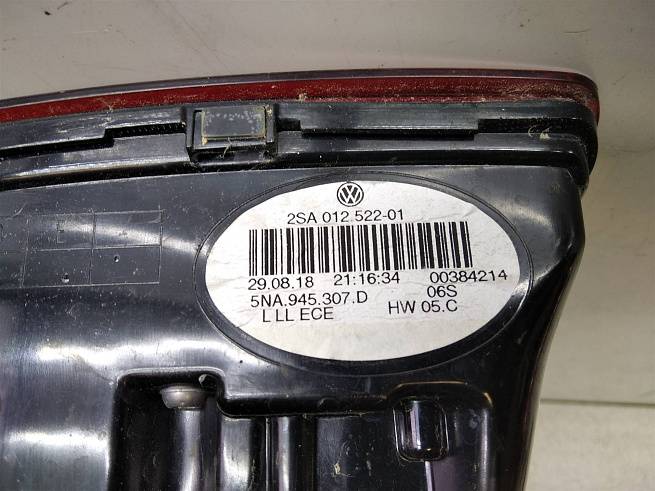 2SA 012 522-01
29.08.18 21:16:34 00384214
5NA.945.307.D 06S
L LL ECE HW 05.C